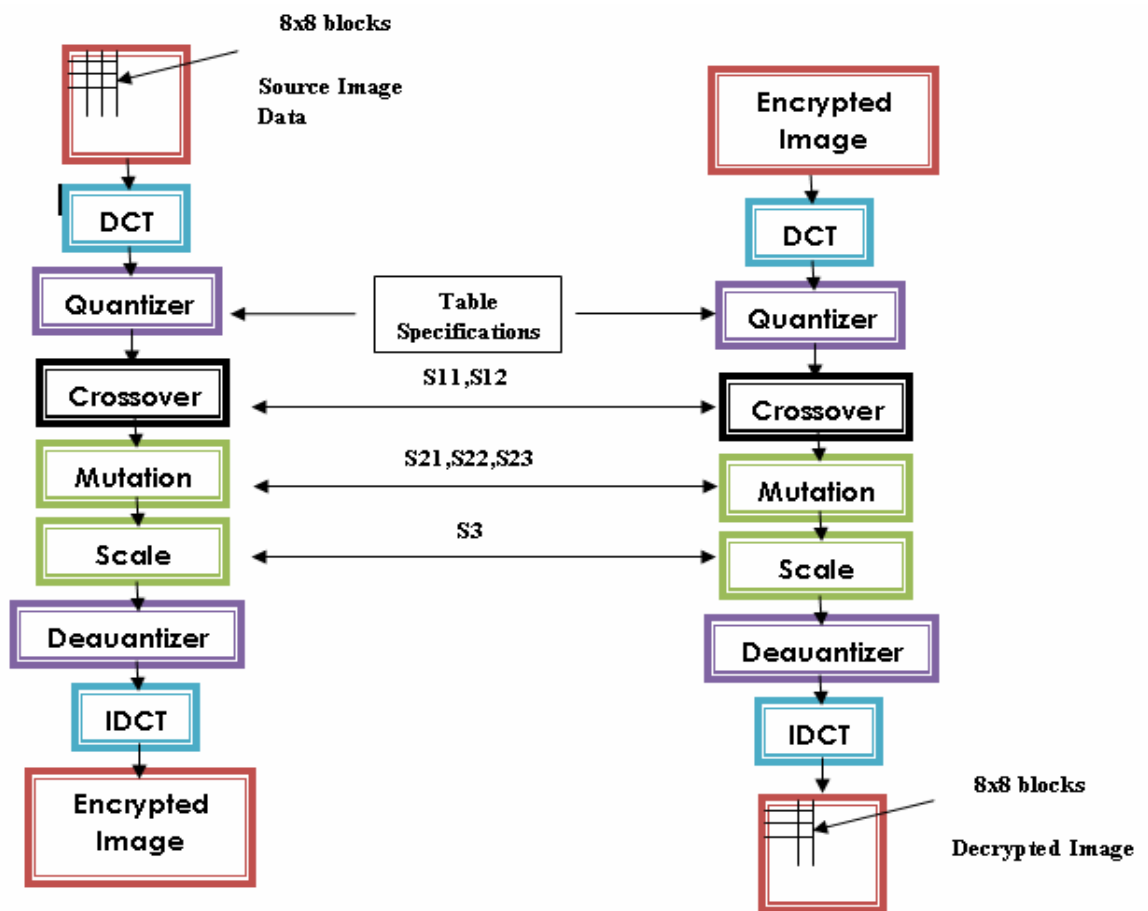 8x8 blocks
Source Image
Data
DCT
Quantizer
Crossover
Mutation
Scale
Deauantizer
IDCT
Encrypted
Image
Table
Specifications
S11,S12
S21,S22,S23
S3
Encrypted
Image
DCT
Quantizer
Crossover
Mutation
Scale
Deauantizer
IDCT
8x8 blocks
Decrypted Image